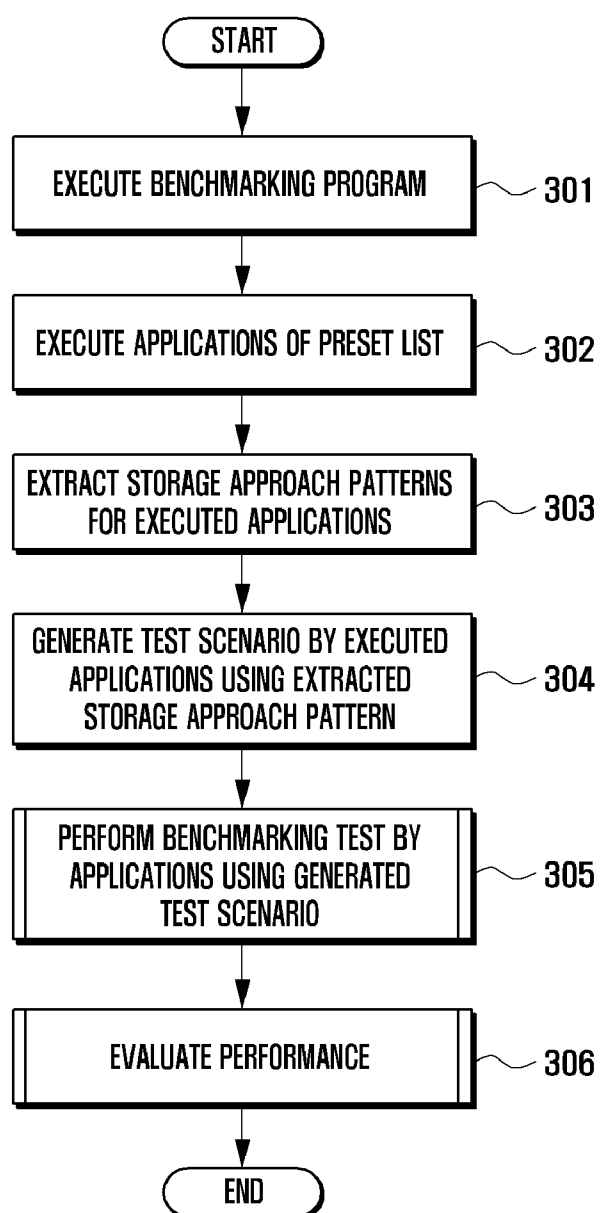 START
EXECUTE BENCHMARKING PROGRAM
301
EXECUTE APPLICATIONS OF PRESET LIST
302
EXTRACT STORAGE APPROACH PATTERNS
FOR EXECUTED APPLICATIONS
303
GENERATE TEST SCENARIO BY EXECUTED
APPLICATIONS USING EXTRACTED
STORAGE APPROACH PATTERN
304
PERFORM BENCHMARKING TEST BY
APPLICATIONS USING GENERATED
TEST SCENARIO
305
EVALUATE PERFORMANCE
306
END